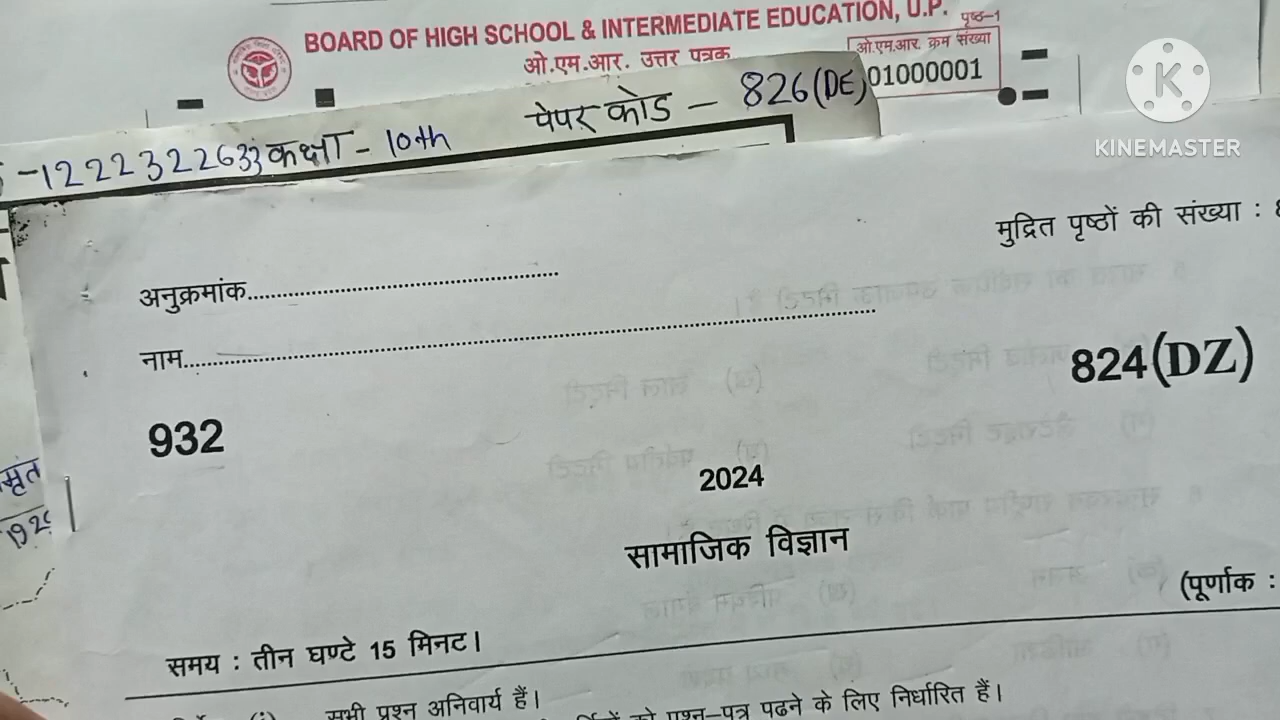 BOARD OF HIGH SCHOOL & INTERMEDIATE EDUCATION, U.P.
पृष्ठ-1
ओ.एम.आर. उत्तर पत्रक
ओ.एम.आर. क्रम संख्या
01000001
K
KINEMASTER
-1222322633 कक्षा - 10th पेपर कोड - 826(DE)
मुद्रित पृष्ठों की संख्या :
अनुक्रमांक
नाम
824(DZ)
932
2024
सामाजिक विज्ञान
(पूर्णाक :
समय : तीन घण्टे 15 मिनट।
(i) सभी प्रश्न अनिवार्य हैं।
को प्रश्न-पत्र पढने के लिए निर्धारित हैं।